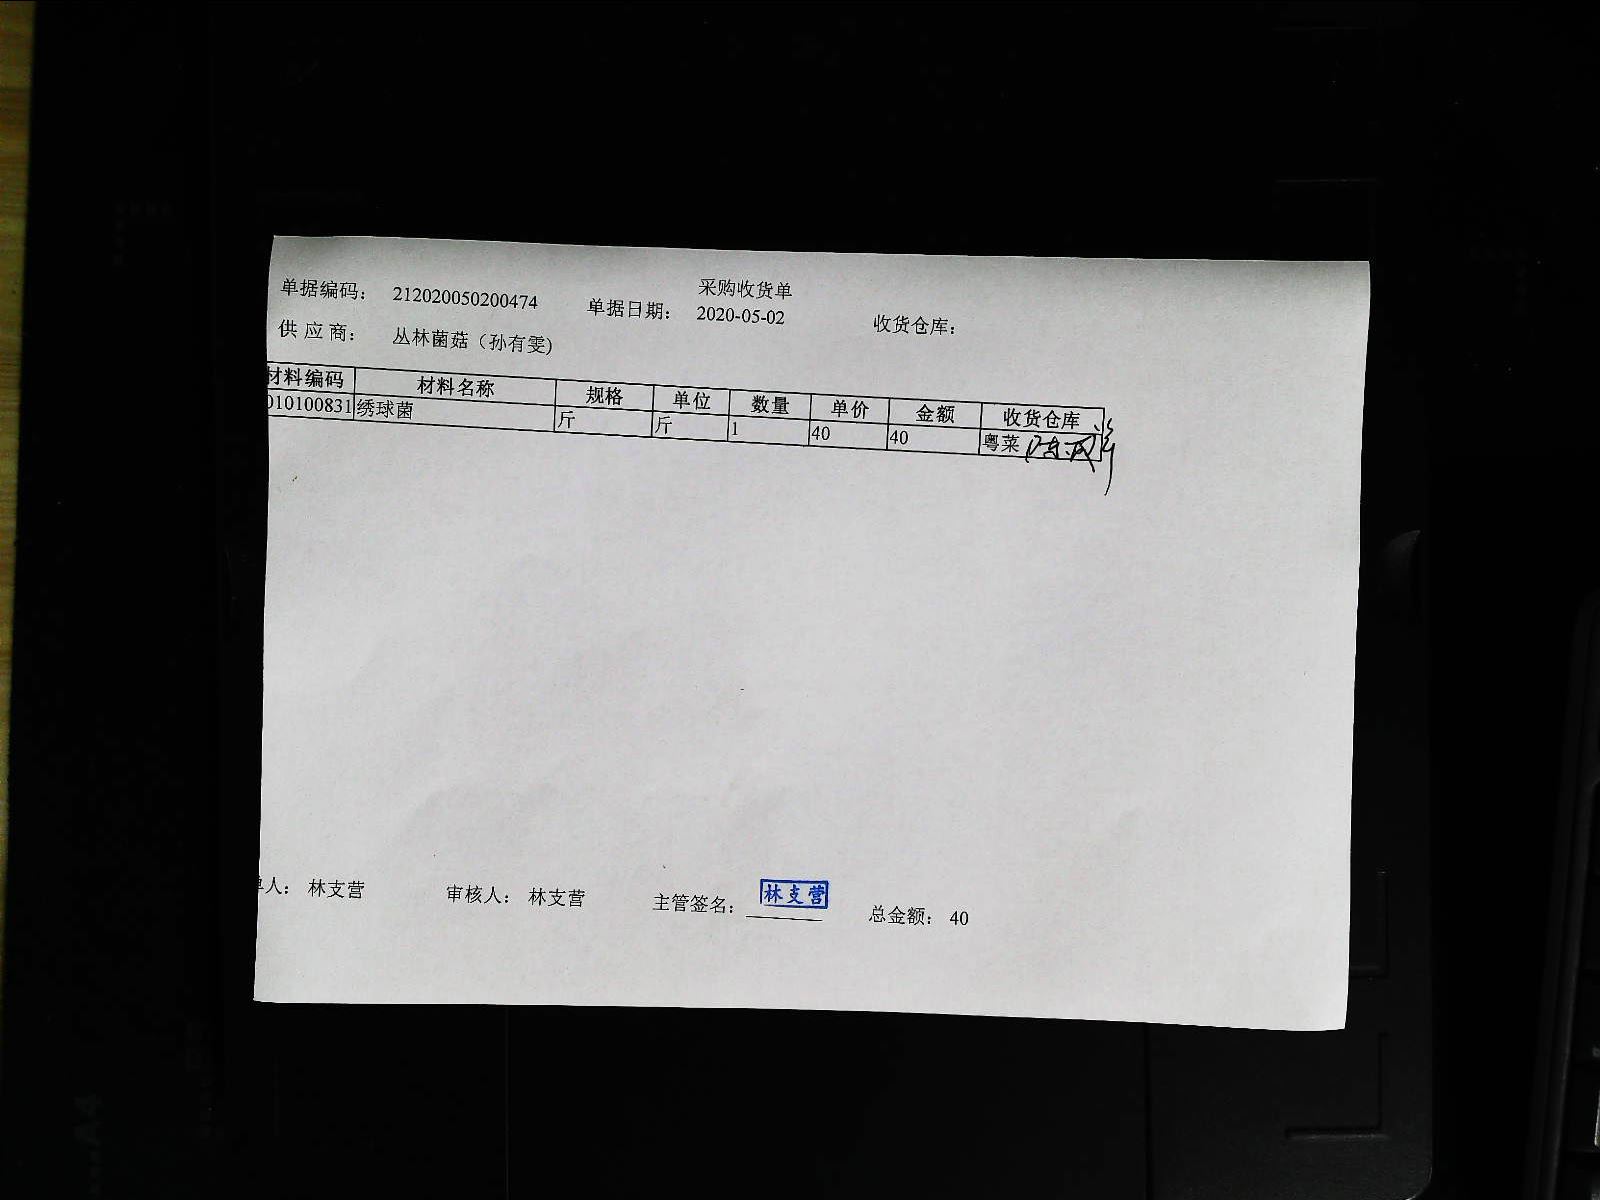 采购收货单
单据编码： 212020050200474 单据日期： 2020-05-02 收货仓库：
供 应 商： 丛林菌菇（孙有雯)
材料编码 材料名称 规格 单位 数量 单价 金额 收货仓库
010100831 绣球菌 斤 斤 1 40 40 粤菜
单人： 林支营 审核人： 林支营 主管签名： 林支营 总金额： 40